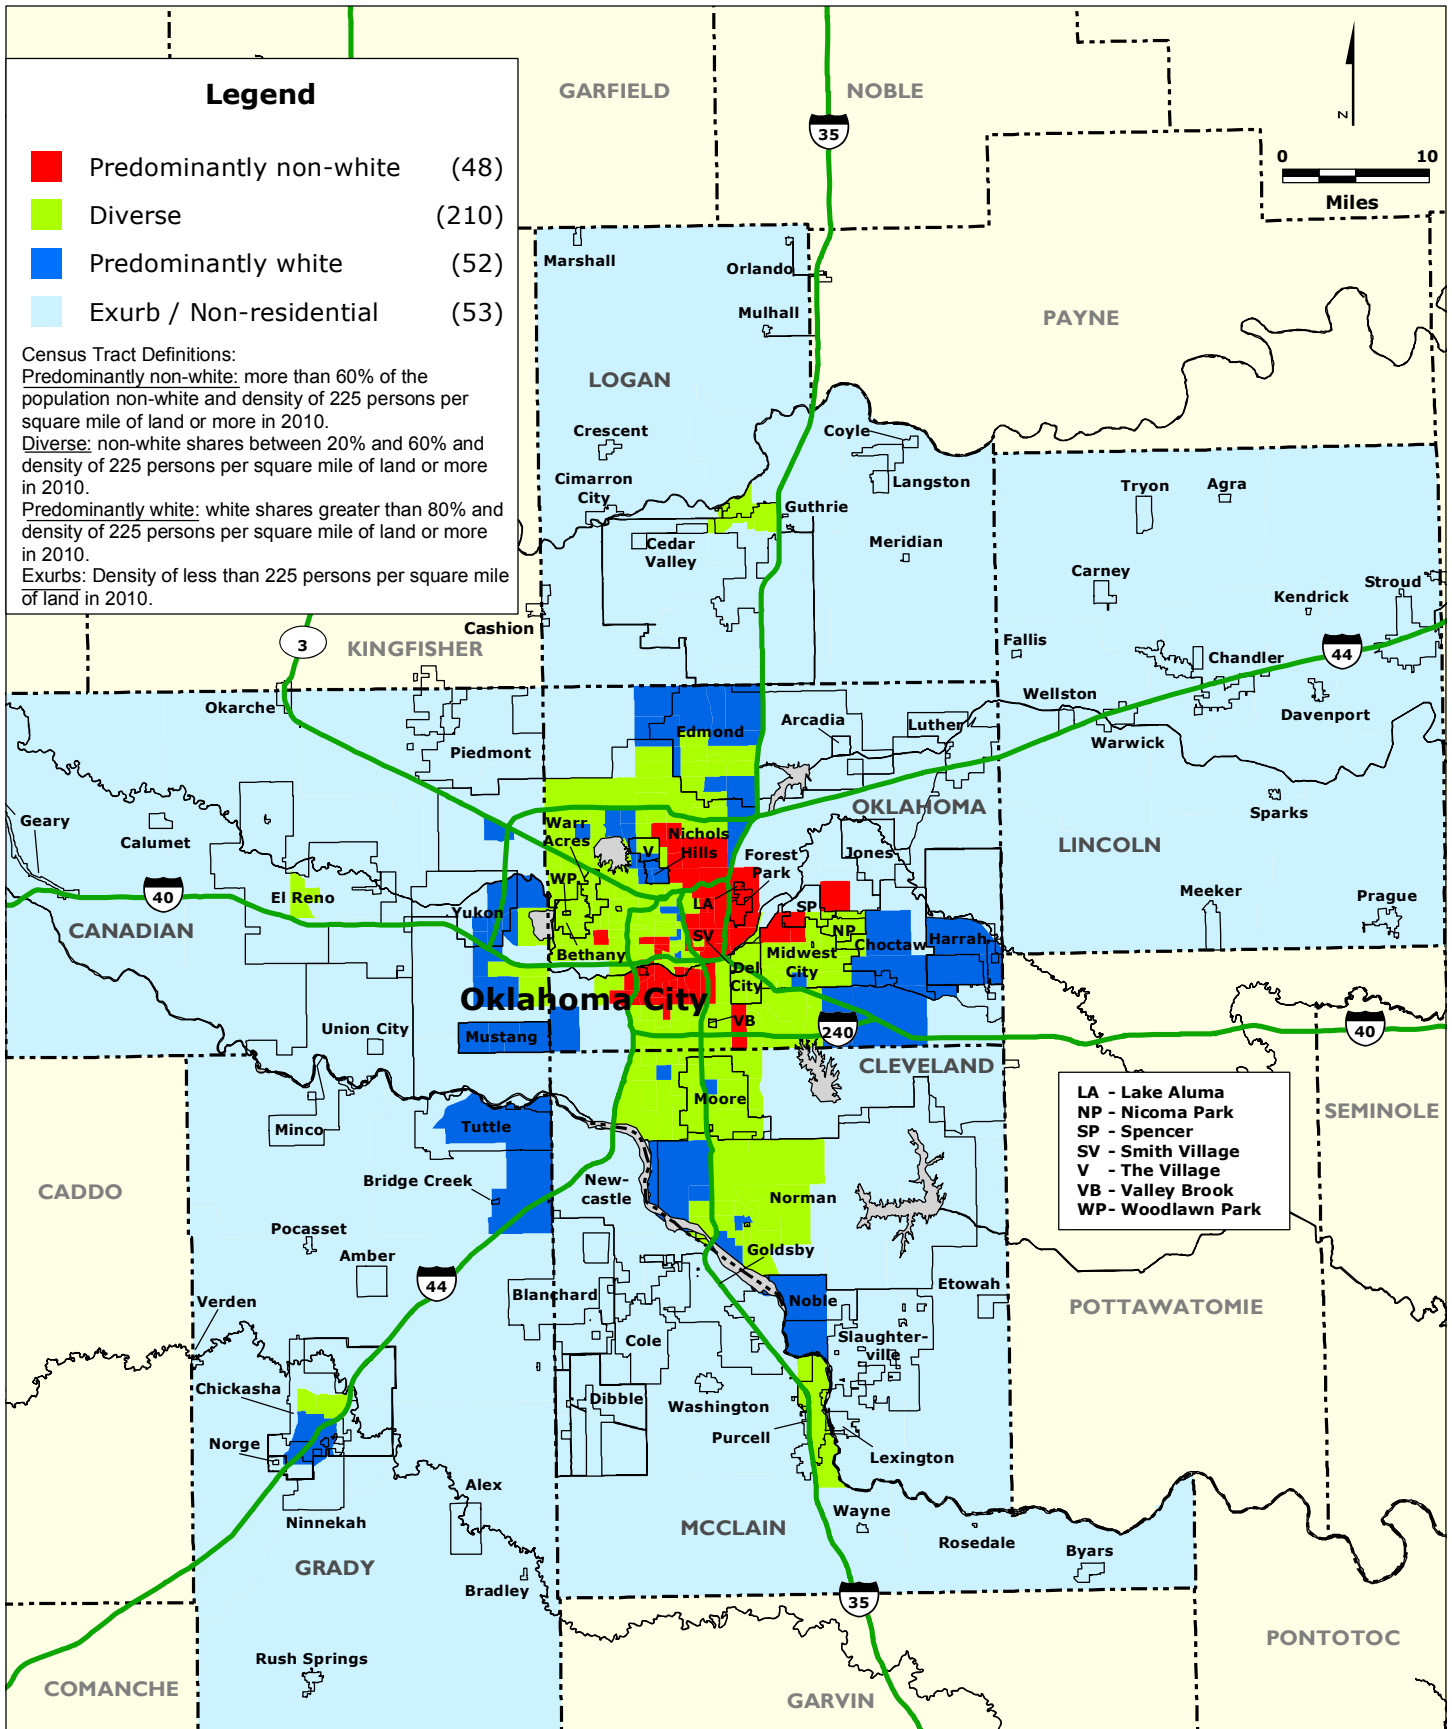 Legend
Predominantly non-white (48)
Diverse (210)
Predominantly white (52)
Exurb / Non-residential (53)
Census Tract Definitions:
Predominantly non-white: more than 60% of the
population non-white and density of 225 persons per
square mile of land or more in 2010.
Diverse: non-white shares between 20% and 60% and
density of 225 persons per square mile of land or more
in 2010.
Predominantly white: white shares greater than 80% and
density of 225 persons per square mile of land or more
in 2010.
Exurbs: Density of less than 225 persons per square mile
of land in 2010.
GARFIELD
NOBLE
35
N
0 10
Miles
Marshall
Orlando
Mulhall
PAYNE
LOGAN
Crescent
Coyle
Cimarron
City
Langston
Guthrie
Tryon
Agra
Cedar
Valley
Meridian
Carney
Kendrick
Stroud
Cashion
3
KINGFISHER
Fallis
Chandler
44
Okarche
Wellston
Davenport
Piedmont
Edmond
Arcadia
Luther
Warwick
Geary
Calumet
OKLAHOMA
Sparks
LINCOLN
Warr
Acres
Nichols
Hills
V
Forest
Park
Jones
WP
40
El Reno
LA
SP
Meeker
Prague
CANADIAN
Yukon
SV
NP
Choctaw
Harrah
Bethany
Midwest
City
Del
City
Oklahoma City
VB
240
40
Union City
Mustang
CLEVELAND
Moore
LA - Lake Aluma
NP - Nicoma Park
SP - Spencer
SV - Smith Village
V - The Village
VB - Valley Brook
WP- Woodlawn Park
SEMINOLE
Minco
Tuttle
CADDO
Bridge Creek
New-
castle
Norman
Pocasset
Amber
Goldsby
44
Etowah
Verden
Blanchard
Noble
POTTAWATOMIE
Cole
Slaughter-
ville
Chickasha
Dibble
Washington
Norge
Purcell
Lexington
Alex
Ninnekah
MCCLAIN
Wayne
Rosedale
Byars
GRADY
Bradley
35
PONTOTOC
Rush Springs
COMANCHE
GARVIN